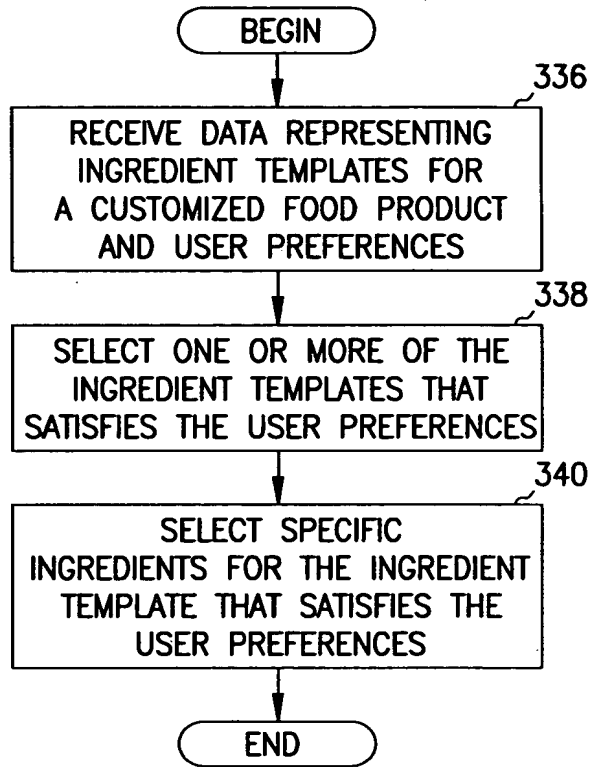 BEGIN
336
RECEIVE DATA REPRESENTING
INGREDIENT TEMPLATES FOR
A CUSTOMIZED FOOD PRODUCT
AND USER PREFERENCES
338
SELECT ONE OR MORE OF THE
INGREDIENT TEMPLATES THAT
SATISFIES THE USER PREFERENCES
340
SELECT SPECIFIC
INGREDIENTS FOR THE INGREDIENT
TEMPLATE THAT SATISFIES THE
USER PREFERENCES
END